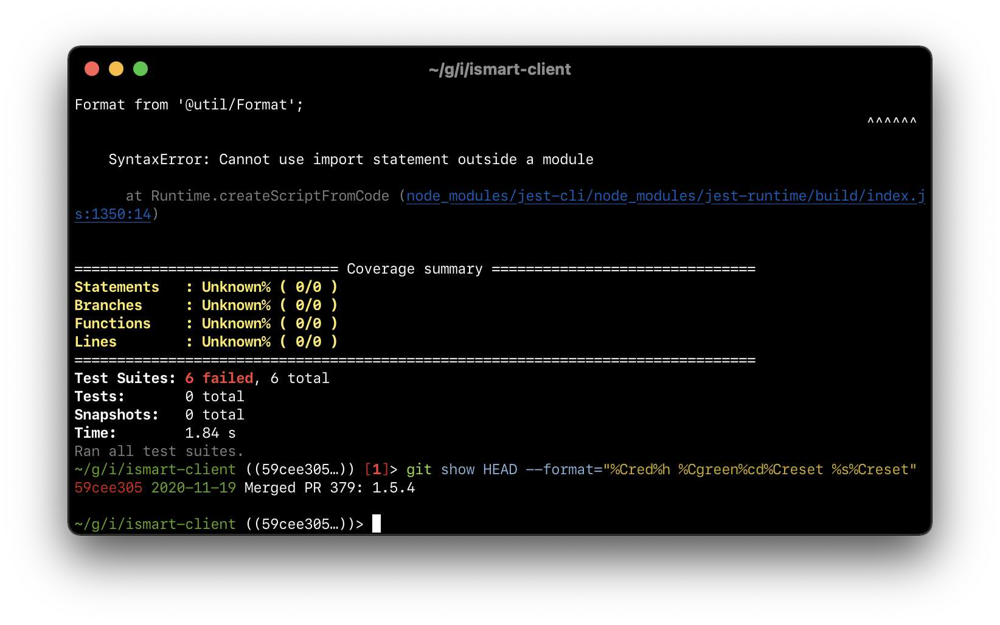 ~/g/i/ismart-client
Format from '@util/Format';
^^^^^^
SyntaxError: Cannot use import statement outside a module
at Runtime.createScriptFromCode (node_modules/jest-cli/node_modules/jest-runtime/build/index.j
s:1350:14)
=============================== Coverage summary ===============================
Statements   : Unknown% ( 0/0 )
Branches     : Unknown% ( 0/0 )
Functions    : Unknown% ( 0/0 )
Lines        : Unknown% ( 0/0 )
================================================================================
Test Suites: 6 failed, 6 total
Tests:       0 total
Snapshots:   0 total
Time:        1.84 s
Ran all test suites.
~/g/i/ismart-client ((59cee305…)) [1]> git show HEAD --format="%Cred%h %Cgreen%cd%Creset %s%Creset"
59cee305 2020-11-19 Merged PR 379: 1.5.4
~/g/i/ismart-client ((59cee305…))>